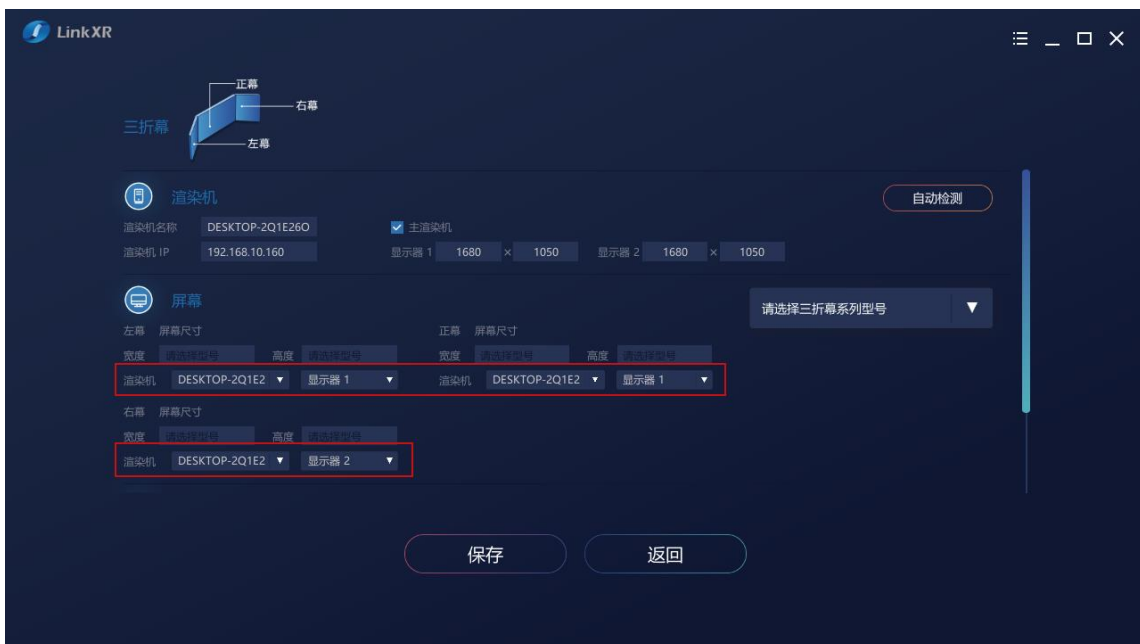 LinkXR
正幕
右幕
三折幕
左幕
渲染机
自动检测
渲染机名称 DESKTOP-2Q1E26O 主渲染机
渲染机 IP 192.168.10.160 显示器 1 1680 × 1050 显示器 2 1680 × 1050
屏幕
请选择三折幕系列型号
左幕 屏幕尺寸 正幕 屏幕尺寸
宽度 请选择型号 高度 请选择型号 宽度 请选择型号 高度 请选择型号
渲染机 DESKTOP-2Q1E2 显示器 1 渲染机 DESKTOP-2Q1E2 显示器 1
右幕 屏幕尺寸
宽度 请选择型号 高度 请选择型号
渲染机 DESKTOP-2Q1E2 显示器 2
保存 返回